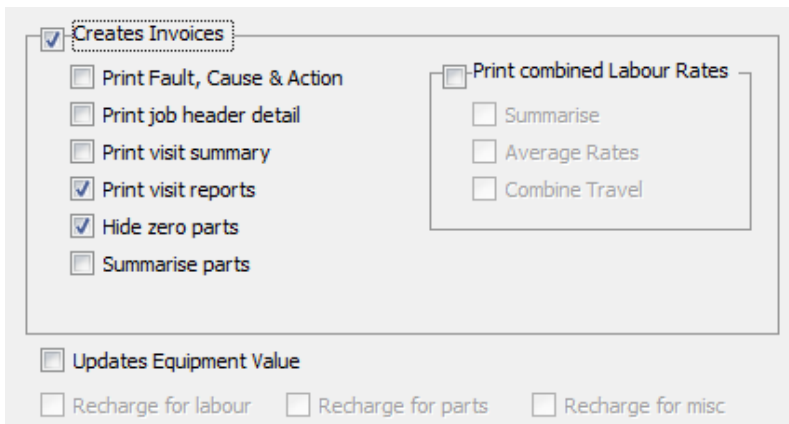 Creates Invoices
Print Fault, Cause & Action
Print job header detail
Print visit summary
Print visit reports
Hide zero parts
Summarise parts
Print combined Labour Rates
Summarise
Average Rates
Combine Travel
Updates Equipment Value
Recharge for labour Recharge for parts Recharge for misc